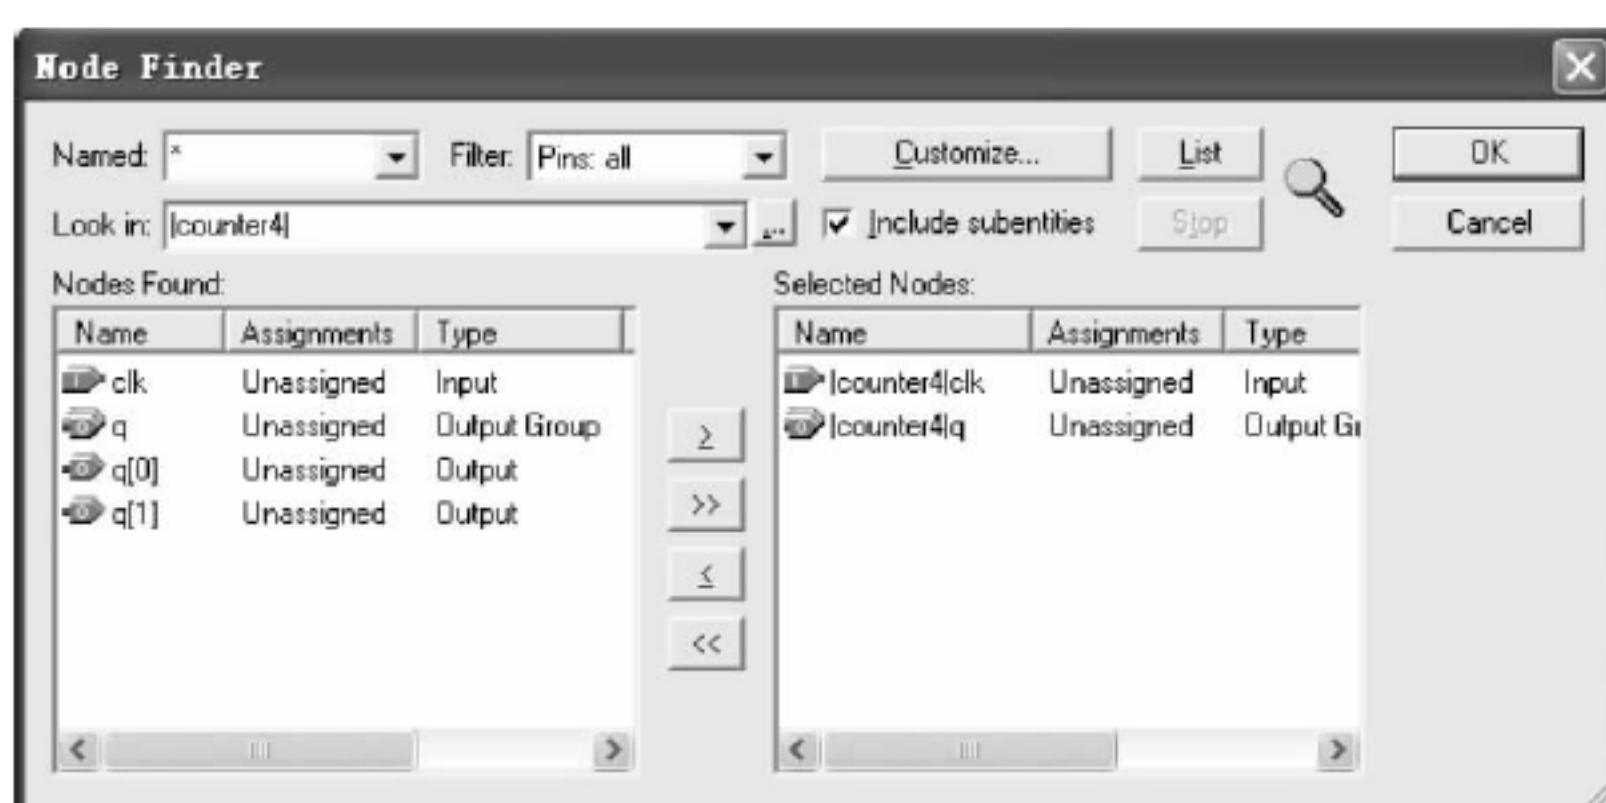 Node Finder
Named: * Filter: Pins: all Customize... List OK
Look in: |counter4| ... Include subentities Stop Cancel
Nodes Found: Selected Nodes:
Name Assignments Type Name Assignments Type
clk Unassigned Input |counter4|clk Unassigned Input
q Unassigned Output Group |counter4|q Unassigned Output Gr
q[0] Unassigned Output
q[1] Unassigned Output
>
>>
<
<<